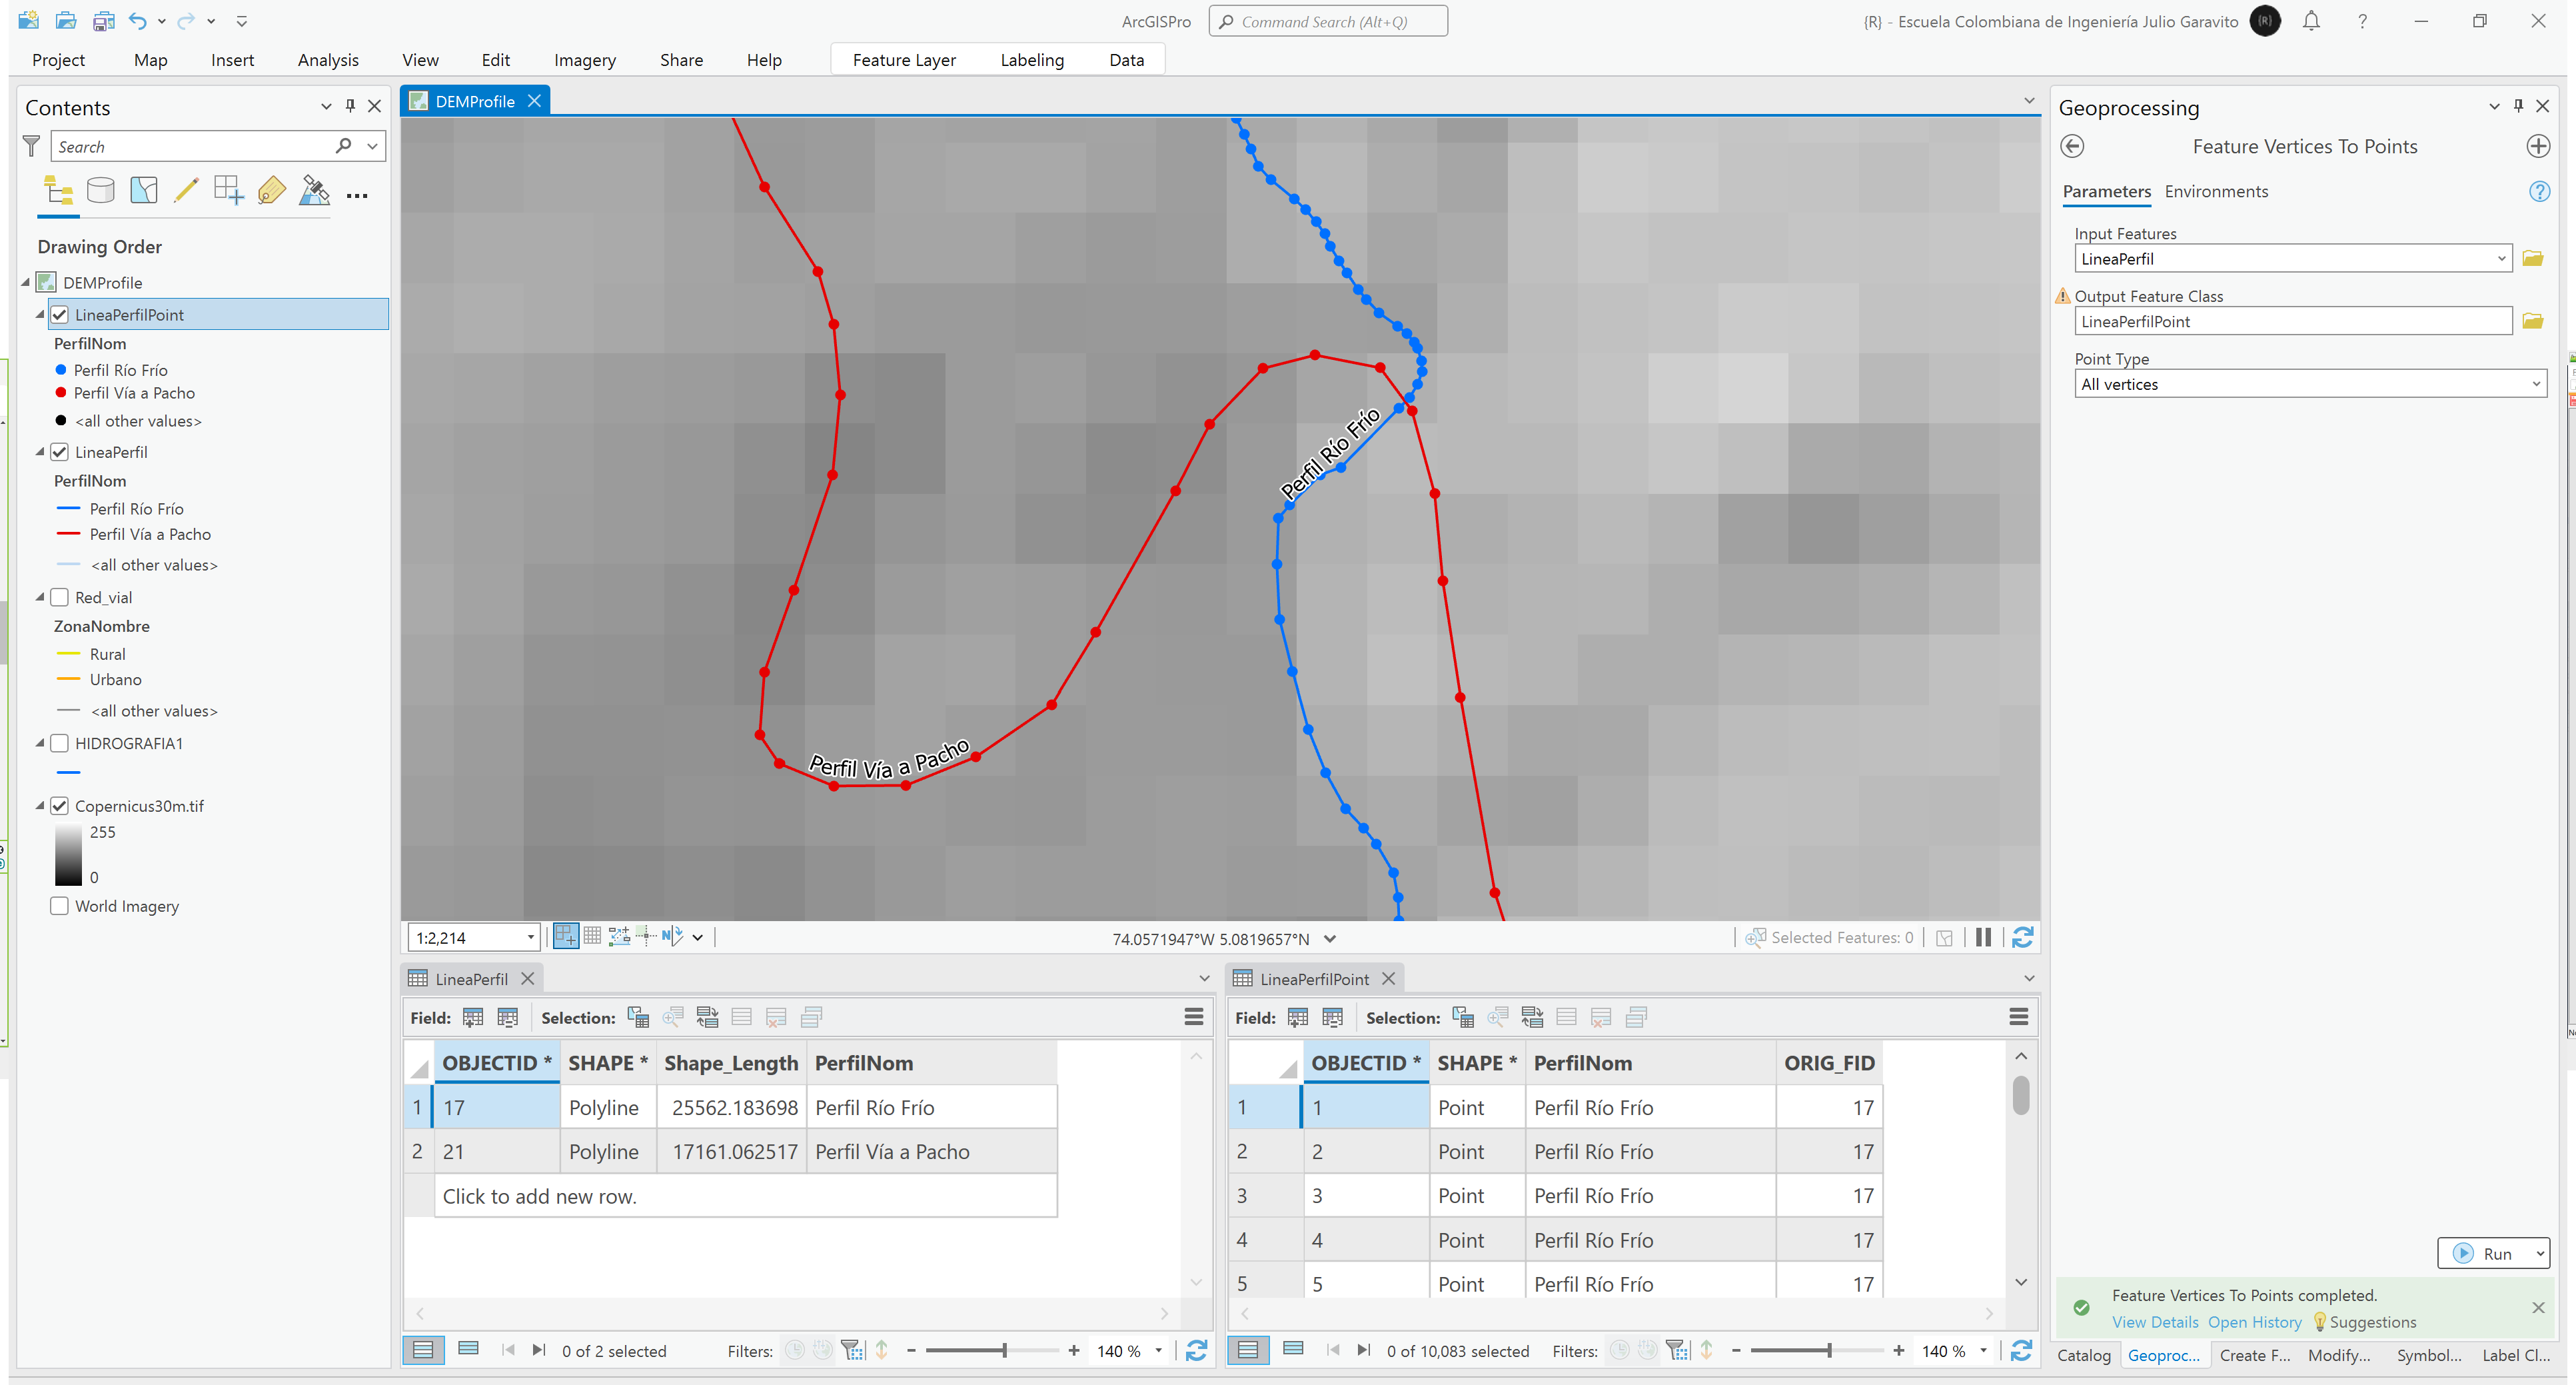 ArcGISPro
Command Search (Alt+Q)
{R} - Escuela Colombiana de Ingeniería Julio Garavito
{R}
Project Map Insert Analysis View Edit Imagery Share Help Feature Layer Labeling Data
Contents
Search
Drawing Order
DEMProfile
LineaPerfilPoint
PerfilNom
Perfil Río Frío
Perfil Vía a Pacho
<all other values>
LineaPerfil
PerfilNom
Perfil Río Frío
Perfil Vía a Pacho
<all other values>
Red_vial
ZonaNombre
Rural
Urbano
<all other values>
HIDROGRAFIA1
Copernicus30m.tif
255
0
World Imagery
DEMProfile
Perfil Río Frío
Perfil Vía a Pacho
1:2,214
74.0571947°W 5.0819657°N
Selected Features: 0
LineaPerfil
Field: Selection:
OBJECTID * SHAPE * Shape_Length PerfilNom
1 17 Polyline 25562.183698 Perfil Río Frío
2 21 Polyline 17161.062517 Perfil Vía a Pacho
Click to add new row.
0 of 2 selected Filters: 140 %
LineaPerfilPoint
Field: Selection:
OBJECTID * SHAPE * PerfilNom ORIG_FID
1 1 Point Perfil Río Frío 17
2 2 Point Perfil Río Frío 17
3 3 Point Perfil Río Frío 17
4 4 Point Perfil Río Frío 17
5 5 Point Perfil Río Frío 17
0 of 10,083 selected Filters: 140 %
Geoprocessing
Feature Vertices To Points
Parameters Environments
Input Features
LineaPerfil
Output Feature Class
LineaPerfilPoint
Point Type
All vertices
Run
Feature Vertices To Points completed.
View Details Open History Suggestions
Catalog Geoproc... Create F... Modify... Symbol... Label Cl...